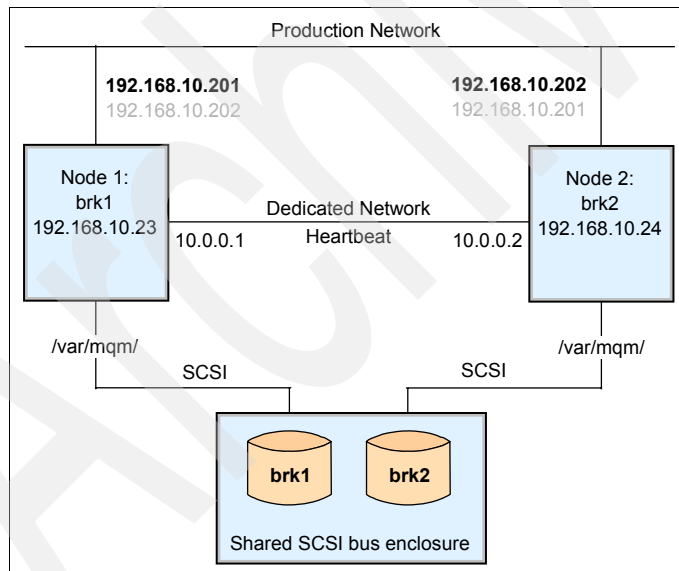 Production Network
192.168.10.201
192.168.10.202
192.168.10.202
192.168.10.201
Node 1:
brk1
192.168.10.23
Node 2:
brk2
192.168.10.24
Dedicated Network
Heartbeat
10.0.0.1
10.0.0.2
/var/mqm/
/var/mqm/
SCSI
SCSI
brk1
brk2
Shared SCSI bus enclosure